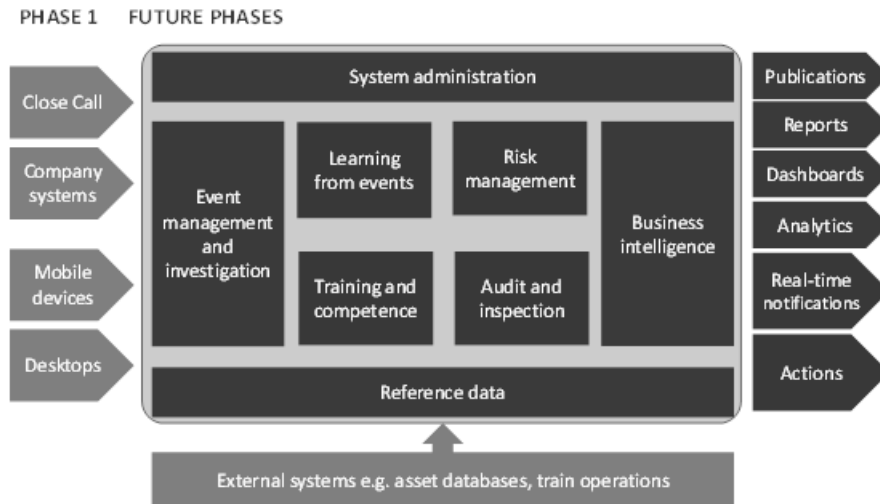 PHASE 1 FUTURE PHASES
Close Call
Company
systems
Mobile
devices
Desktops
System administration
Event
management
and
investigation
Learning
from events
Risk
management
Training and
competence
Audit and
inspection
Business
intelligence
Reference data
Publications
Reports
Dashboards
Analytics
Real-time
notifications
Actions
External systems e.g. asset databases, train operations